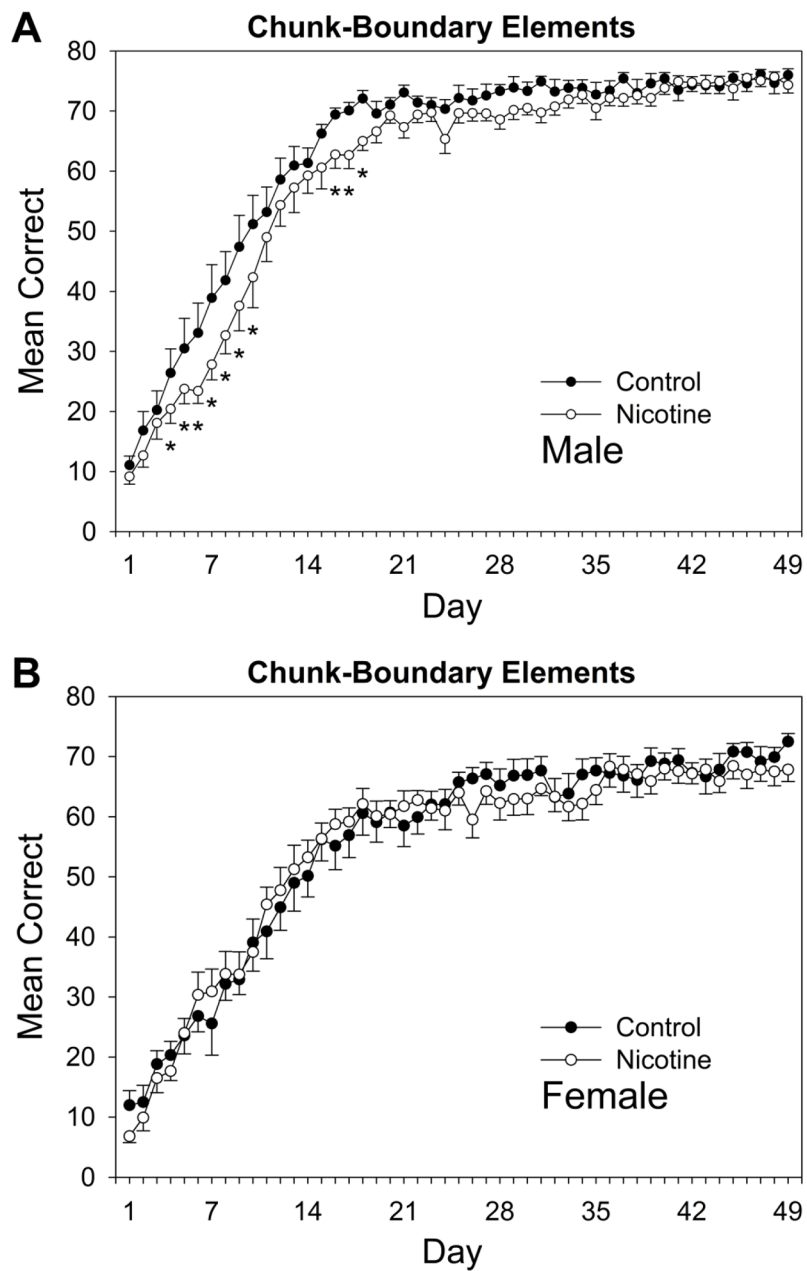 A
Chunk-Boundary Elements
80
70
60
50
40
30
20
10
0
Mean Correct
**
*
*
*
*
*
**
*
Control
Nicotine
Male
1 7 14 21 28 35 42 49
Day
B
Chunk-Boundary Elements
80
70
60
50
40
30
20
10
0
Mean Correct
Control
Nicotine
Female
1 7 14 21 28 35 42 49
Day